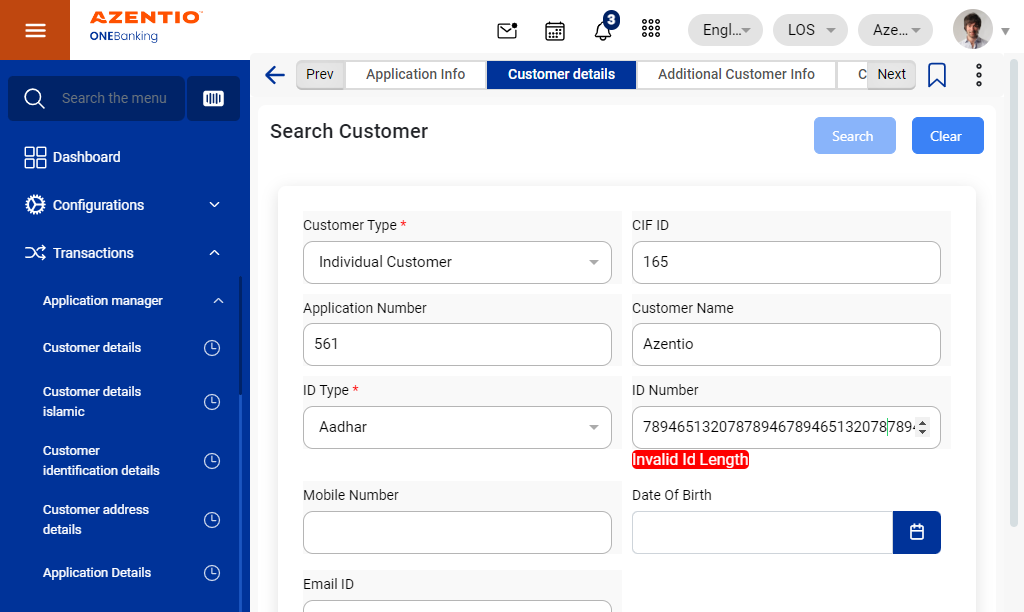 AZENTIO
ONEBanking
3
Engl...
LOS
Aze...
Search the menu
Dashboard
Configurations
Transactions
Application manager
Customer details
Customer details
islamic
Customer
identification details
Customer address
details
Application Details
Prev
Application Info
Customer details
Additional Customer Info
C
Next
Search Customer
Search
Clear
Customer Type *
Individual Customer
CIF ID
165
Application Number
561
Customer Name
Azentio
ID Type *
Aadhar
ID Number
789465132078789467894651320787894
Invalid Id Length
Mobile Number
Date Of Birth
Email ID